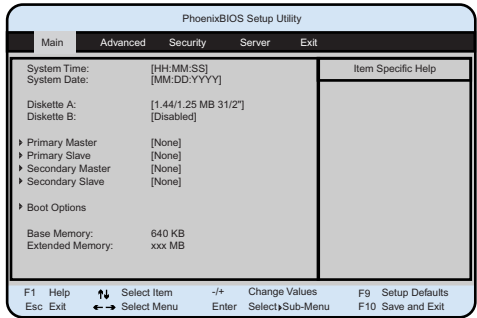 PhoenixBIOS Setup Utility
Main Advanced Security Server Exit
System Time: [HH:MM:SS]
System Date: [MM:DD:YYYY]
Item Specific Help
Diskette A: [1.44/1.25 MB 31/2"]
Diskette B: [Disabled]
Primary Master [None]
Primary Slave [None]
Secondary Master [None]
Secondary Slave [None]
Boot Options
Base Memory: 640 KB
Extended Memory: xxx MB
F1 Help Select Item -/+ Change Values F9 Setup Defaults
Esc Exit Select Menu Enter Select Sub-Menu F10 Save and Exit